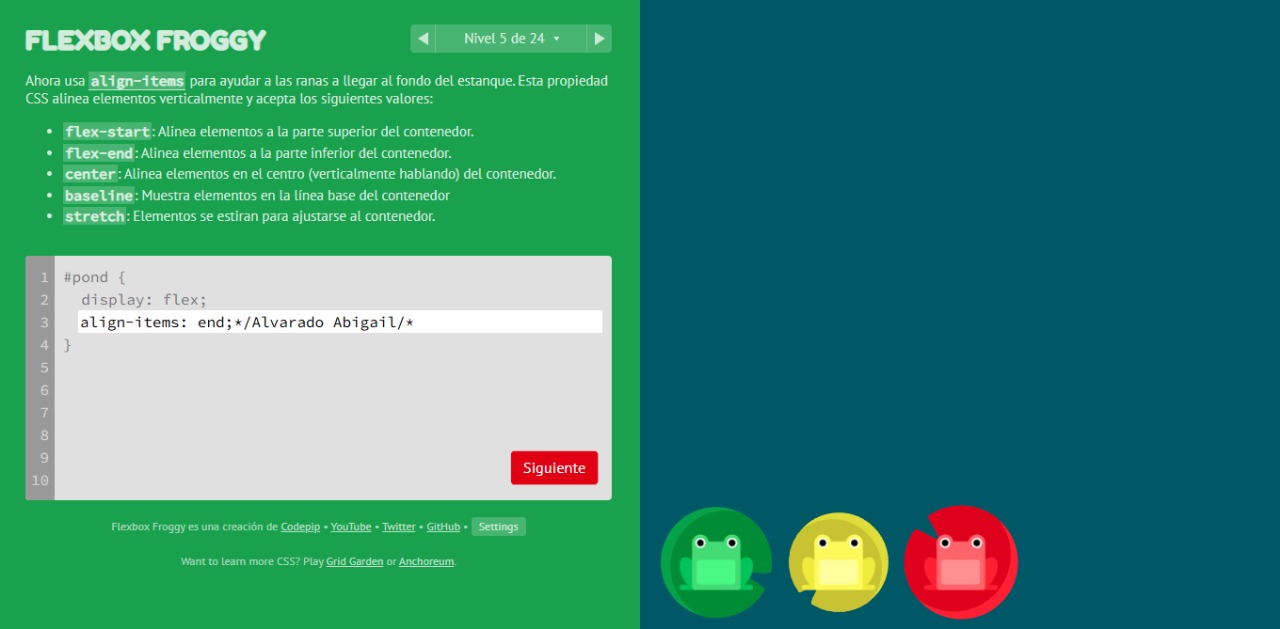 FLEXBOX FROGGY
◀ Nivel 5 de 24 ▾ ▶
Ahora usa align-items para ayudar a las ranas a llegar al fondo del estanque. Esta propiedad
CSS alinea elementos verticalmente y acepta los siguientes valores:
• flex-start: Alinea elementos a la parte superior del contenedor.
• flex-end: Alinea elementos a la parte inferior del contenedor.
• center: Alinea elementos en el centro (verticalmente hablando) del contenedor.
• baseline: Muestra elementos en la línea base del contenedor
• stretch: Elementos se estiran para ajustarse al contenedor.
1 #pond {
2 display: flex;
3 align-items: end;*/Alvarado Abigail/*
4 }
5
6
7
8
9
10
Siguiente
Flexbox Froggy es una creación de Codepip • YouTube • Twitter • GitHub • Settings
Want to learn more CSS? Play Grid Garden or Anchoreum.